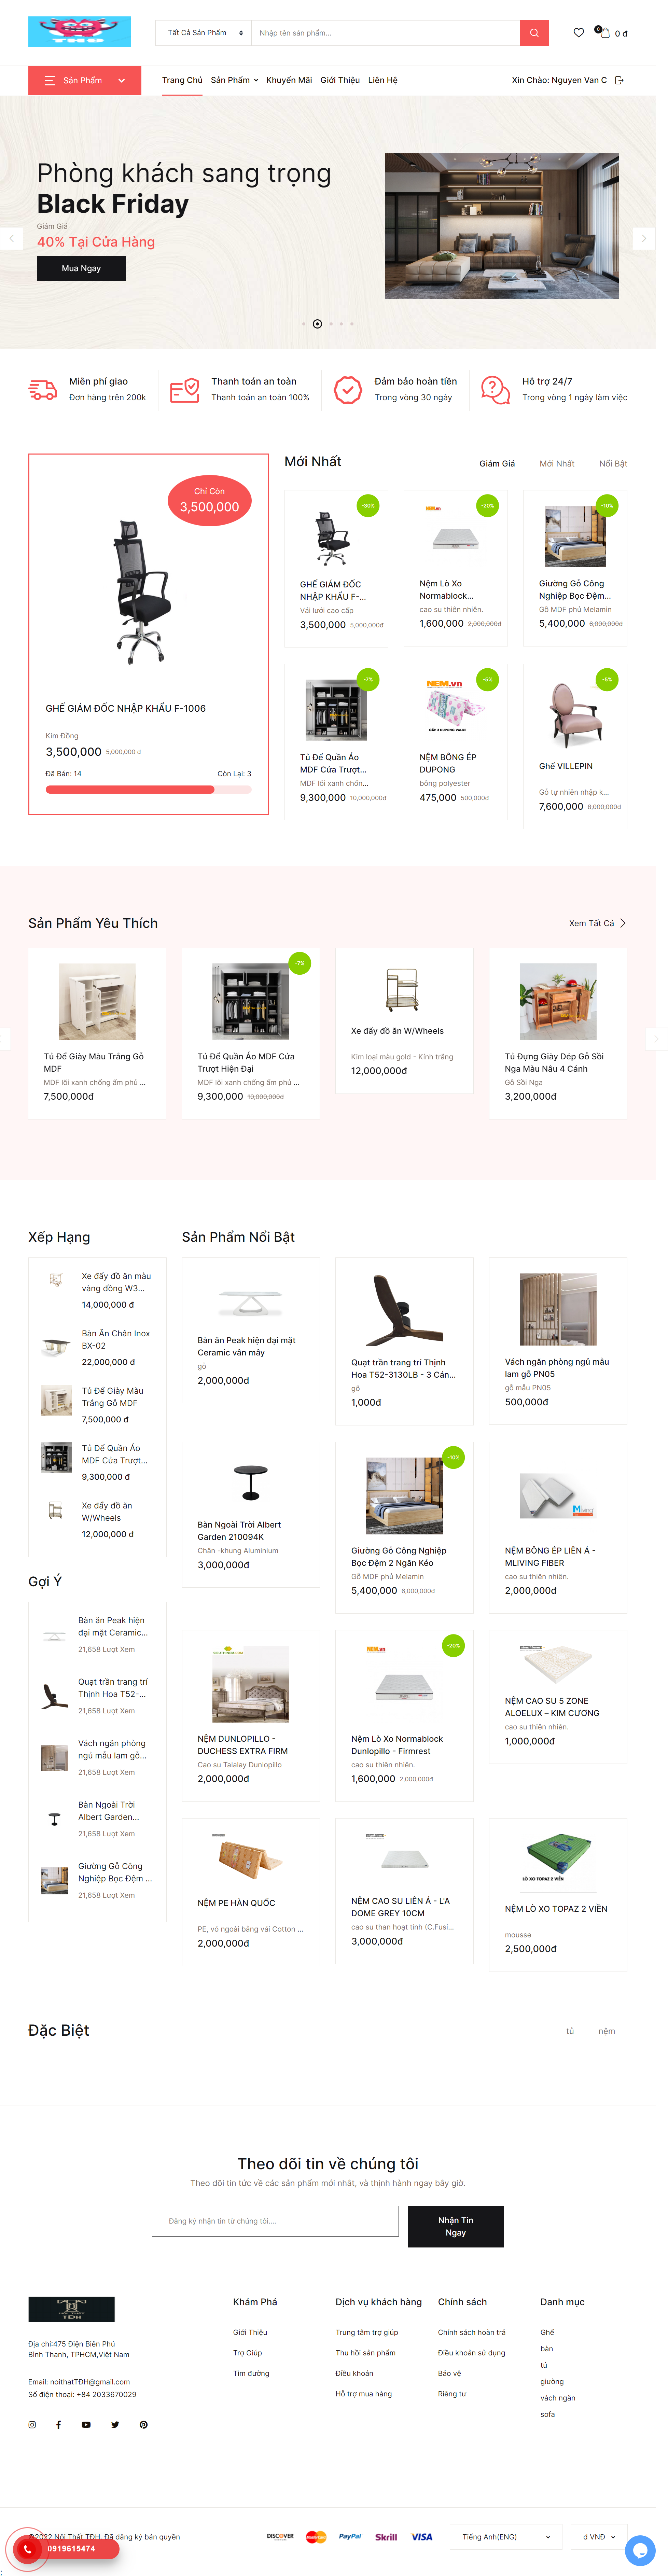 THD
Tất Cả Sản Phẩm
Nhập tên sản phẩm...
0
0 đ
Sản Phẩm
Trang Chủ
Sản Phẩm
Khuyến Mãi
Giới Thiệu
Liên Hệ
Xin Chào: Nguyen Van C
Phòng khách sang trọng
Black Friday
Giảm Giá
40% Tại Cửa Hàng
Mua Ngay
Miễn phí giao
Đơn hàng trên 200k
Thanh toán an toàn
Thanh toán an toàn 100%
Đảm bảo hoàn tiền
Trong vòng 30 ngày
Hỗ trợ 24/7
Trong vòng 1 ngày làm việc
Chỉ Còn
3,500,000
GHẾ GIÁM ĐỐC NHẬP KHẨU F-1006
Kim Đồng
3,500,000 5,000,000 đ
Đã Bán: 14
Còn Lại: 3
Mới Nhất
Giảm Giá
Mới Nhất
Nổi Bật
-30%
GHẾ GIÁM ĐỐC
NHẬP KHẨU F-...
Vải lưới cao cấp
3,500,000 5,000,000đ
-20%
NEM.vn
Nệm Lò Xo
Normablock...
cao su thiên nhiên.
1,600,000 2,000,000đ
-10%
Giường Gỗ Công
Nghiệp Bọc Đệm...
Gỗ MDF phủ Melamin
5,400,000 6,000,000đ
-7%
Tủ Để Quần Áo
MDF Cửa Trượt...
MDF lõi xanh chốn...
9,300,000 10,000,000đ
-5%
NEM.vn
GẤP 3 DUPONG VALIZE
NỆM BÔNG ÉP
DUPONG
bông polyester
475,000 500,000đ
-5%
Ghế VILLEPIN
Gỗ tự nhiên nhập k...
7,600,000 8,000,000đ
Sản Phẩm Yêu Thích
Xem Tất Cả
Tủ Để Giày Màu Trắng Gỗ
MDF
MDF lõi xanh chống ẩm phủ ...
7,500,000đ
-7%
Tủ Để Quần Áo MDF Cửa
Trượt Hiện Đại
MDF lõi xanh chống ẩm phủ ...
9,300,000 10,000,000đ
Xe đẩy đồ ăn W/Wheels
Kim loại màu gold - Kính trắng
12,000,000đ
Tủ Đựng Giày Dép Gỗ Sồi
Nga Màu Nâu 4 Cánh
Gỗ Sồi Nga
3,200,000đ
Xếp Hạng
Xe đẩy đồ ăn màu
vàng đồng W3...
14,000,000 đ
Bàn Ăn Chân Inox
BX-02
22,000,000 đ
Tủ Để Giày Màu
Trắng Gỗ MDF
7,500,000 đ
Tủ Để Quần Áo
MDF Cửa Trượt...
9,300,000 đ
Xe đẩy đồ ăn
W/Wheels
12,000,000 đ
Gợi Ý
Bàn ăn Peak hiện
đại mặt Ceramic...
21,658 Lượt Xem
Quạt trần trang trí
Thịnh Hoa T52-...
21,658 Lượt Xem
Vách ngăn phòng
ngủ mẫu lam gỗ...
21,658 Lượt Xem
Bàn Ngoài Trời
Albert Garden...
21,658 Lượt Xem
Giường Gỗ Công
Nghiệp Bọc Đệm ...
21,658 Lượt Xem
Sản Phẩm Nổi Bật
Bàn ăn Peak hiện đại mặt
Ceramic vân mây
gỗ
2,000,000đ
Quạt trần trang trí Thịnh
Hoa T52-3130LB - 3 Cán...
gỗ
1,000đ
Vách ngăn phòng ngủ mẫu
lam gỗ PN05
gỗ mẫu PN05
500,000đ
Bàn Ngoài Trời Albert
Garden 210094K
Chân -khung Aluminium
3,000,000đ
-10%
Giường Gỗ Công Nghiệp
Bọc Đệm 2 Ngăn Kéo
Gỗ MDF phủ Melamin
5,400,000 6,000,000đ
Mliving
NỆM BÔNG ÉP LIÊN Á -
MLIVING FIBER
cao su thiên nhiên.
2,000,000đ
NỆM DUNLOPILLO -
DUCHESS EXTRA FIRM
Cao su Talalay Dunlopillo
2,000,000đ
-20%
NEM.vn
Nệm Lò Xo Normablock
Dunlopillo - Firmrest
cao su thiên nhiên.
1,600,000 2,000,000đ
NỆM CAO SU 5 ZONE
ALOELUX – KIM CƯƠNG
cao su thiên nhiên.
1,000,000đ
NỆM PE HÀN QUỐC
PE, vỏ ngoài bằng vải Cotton ...
2,000,000đ
NỆM CAO SU LIÊN Á - L'A
DOME GREY 10CM
cao su than hoạt tính (C.Fusi...
3,000,000đ
LÒ XO TOPAZ 2 VIỀN
NỆM LÒ XO TOPAZ 2 VIỀN
mousse
2,500,000đ
Đặc Biệt
tủ
nệm
Theo dõi tin về chúng tôi
Theo dõi tin tức về các sản phẩm mới nhất, và thịnh hành ngay bây giờ.
Đăng ký nhận tin từ chúng tôi....
Nhận Tin
Ngay
TDH
Địa chỉ:475 Điện Biên Phủ
Bình Thạnh, TPHCM,Việt Nam
Email: noithatTĐH@gmail.com
Số điện thoại: +84 2033670029
Khám Phá
Giới Thiệu
Trợ Giúp
Tìm đường
Dịch vụ khách hàng
Trung tâm trợ giúp
Thu hồi sản phẩm
Điều khoản
Hỗ trợ mua hàng
Chính sách
Chính sách hoàn trả
Điều khoản sử dụng
Bảo vệ
Riêng tư
Danh mục
Ghế
bàn
tủ
giường
vách ngăn
sofa
©2022 Nội Thất TĐH. Đã đăng ký bản quyền
0919615474
DISCOVER
MasterCard
PayPal
Skrill
VISA
Tiếng Anh(ENG)
đ VNĐ
;